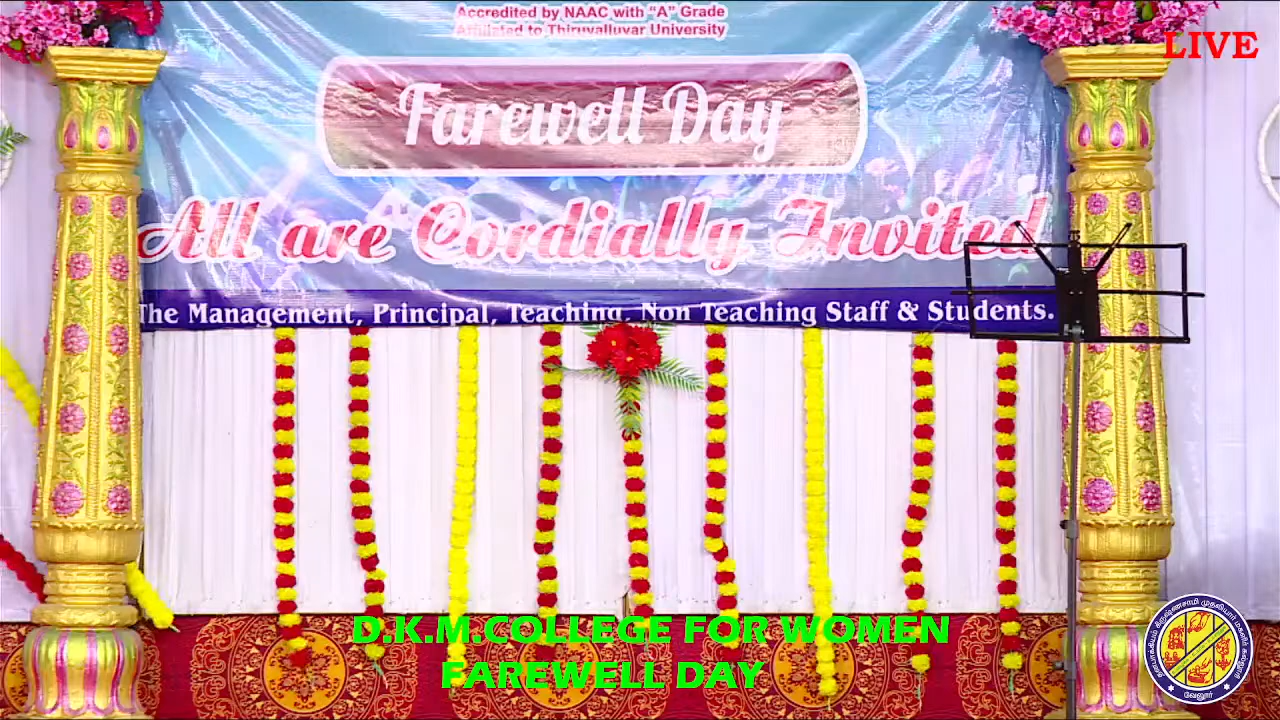 Accredited by NAAC with "A" Grade
Affiliated to Thiruvalluvar University
LIVE
Farewell Day
All are Cordially Invited
The Management, Principal, Teaching, Non Teaching Staff & Students.
D.K.M.COLLEGE FOR WOMEN
FAREWELL DAY
வேலூர்